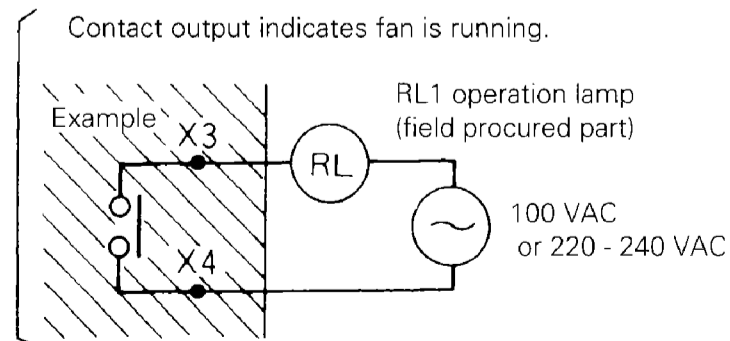 Contact output indicates fan is running.
Example
X3
RL1 operation lamp
(field procured part)
RL
100 VAC
or 220 - 240 VAC
X4